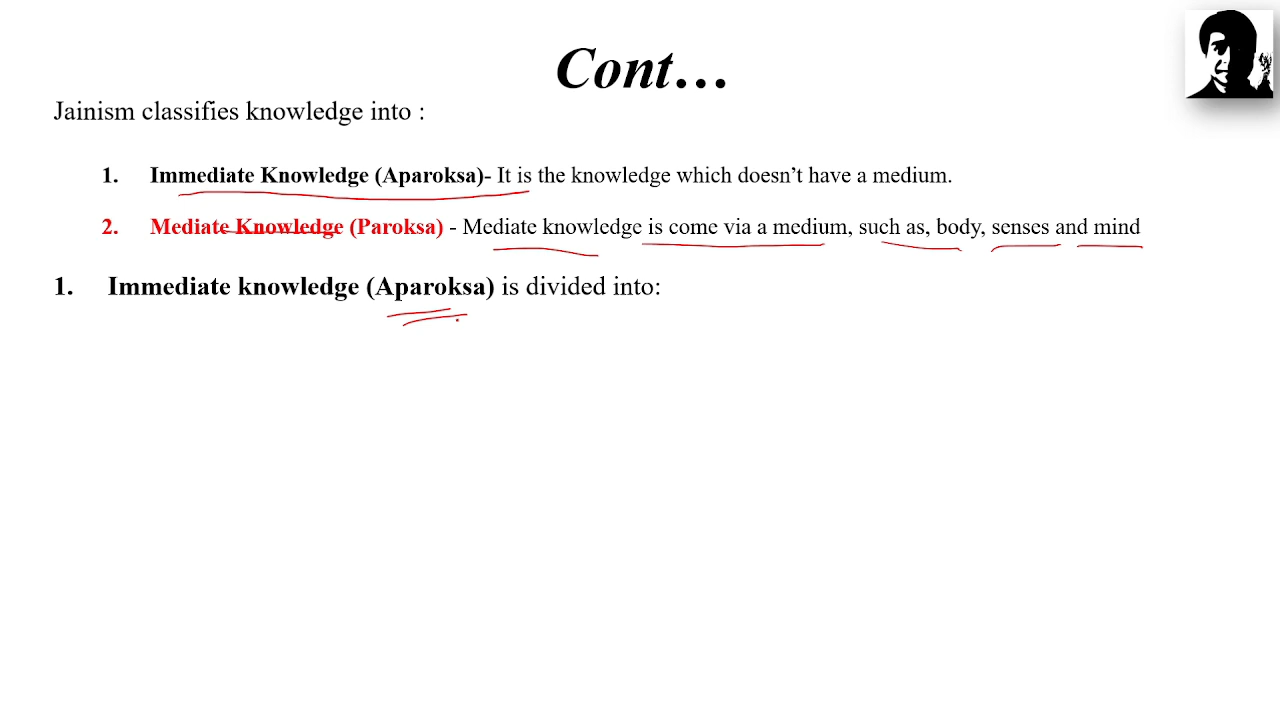 Cont…
Jainism classifies knowledge into :
1. Immediate Knowledge (Aparoksa)- It is the knowledge which doesn’t have a medium.
2. Mediate Knowledge (Paroksa) - Mediate knowledge is come via a medium, such as, body, senses and mind
1. Immediate knowledge (Aparoksa) is divided into: